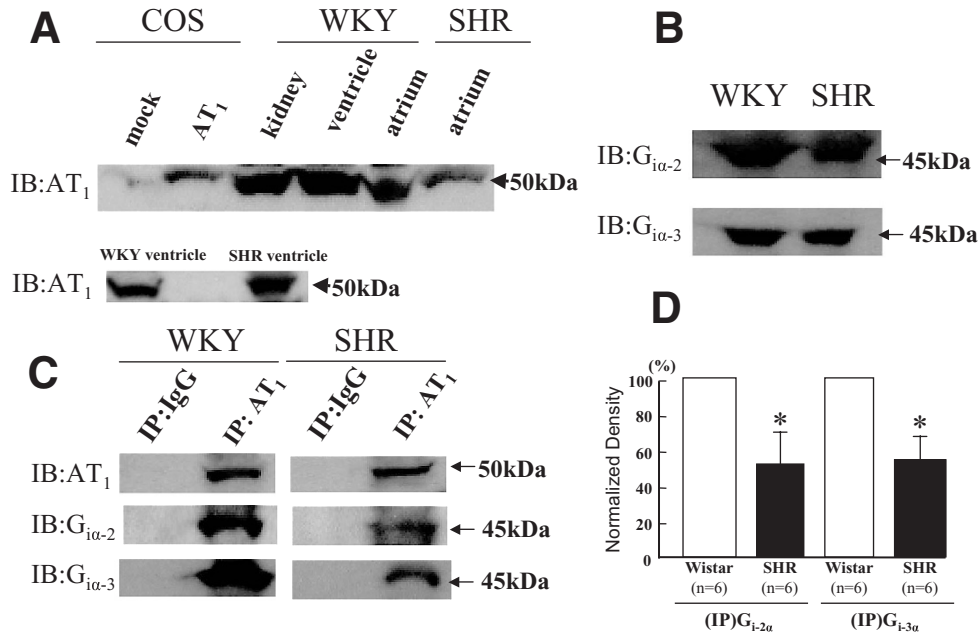 A
COS WKY SHR
mock AT1 kidney ventricle atrium atrium
IB:AT1 50kDa
WKY ventricle SHR ventricle
IB:AT1 50kDa
B
WKY SHR
IB:Giα-2 45kDa
IB:Giα-3 45kDa
C
WKY SHR
IP:IgG IP: AT1 IP:IgG IP: AT1
IB:AT1 50kDa
IB:Giα-2 45kDa
IB:Giα-3 45kDa
D
(%)
Normalized Density
100
80
60
40
20
0
* *
Wistar SHR Wistar SHR
(n=6) (n=6) (n=6) (n=6)
(IP)Gi-2α (IP)Gi-3α